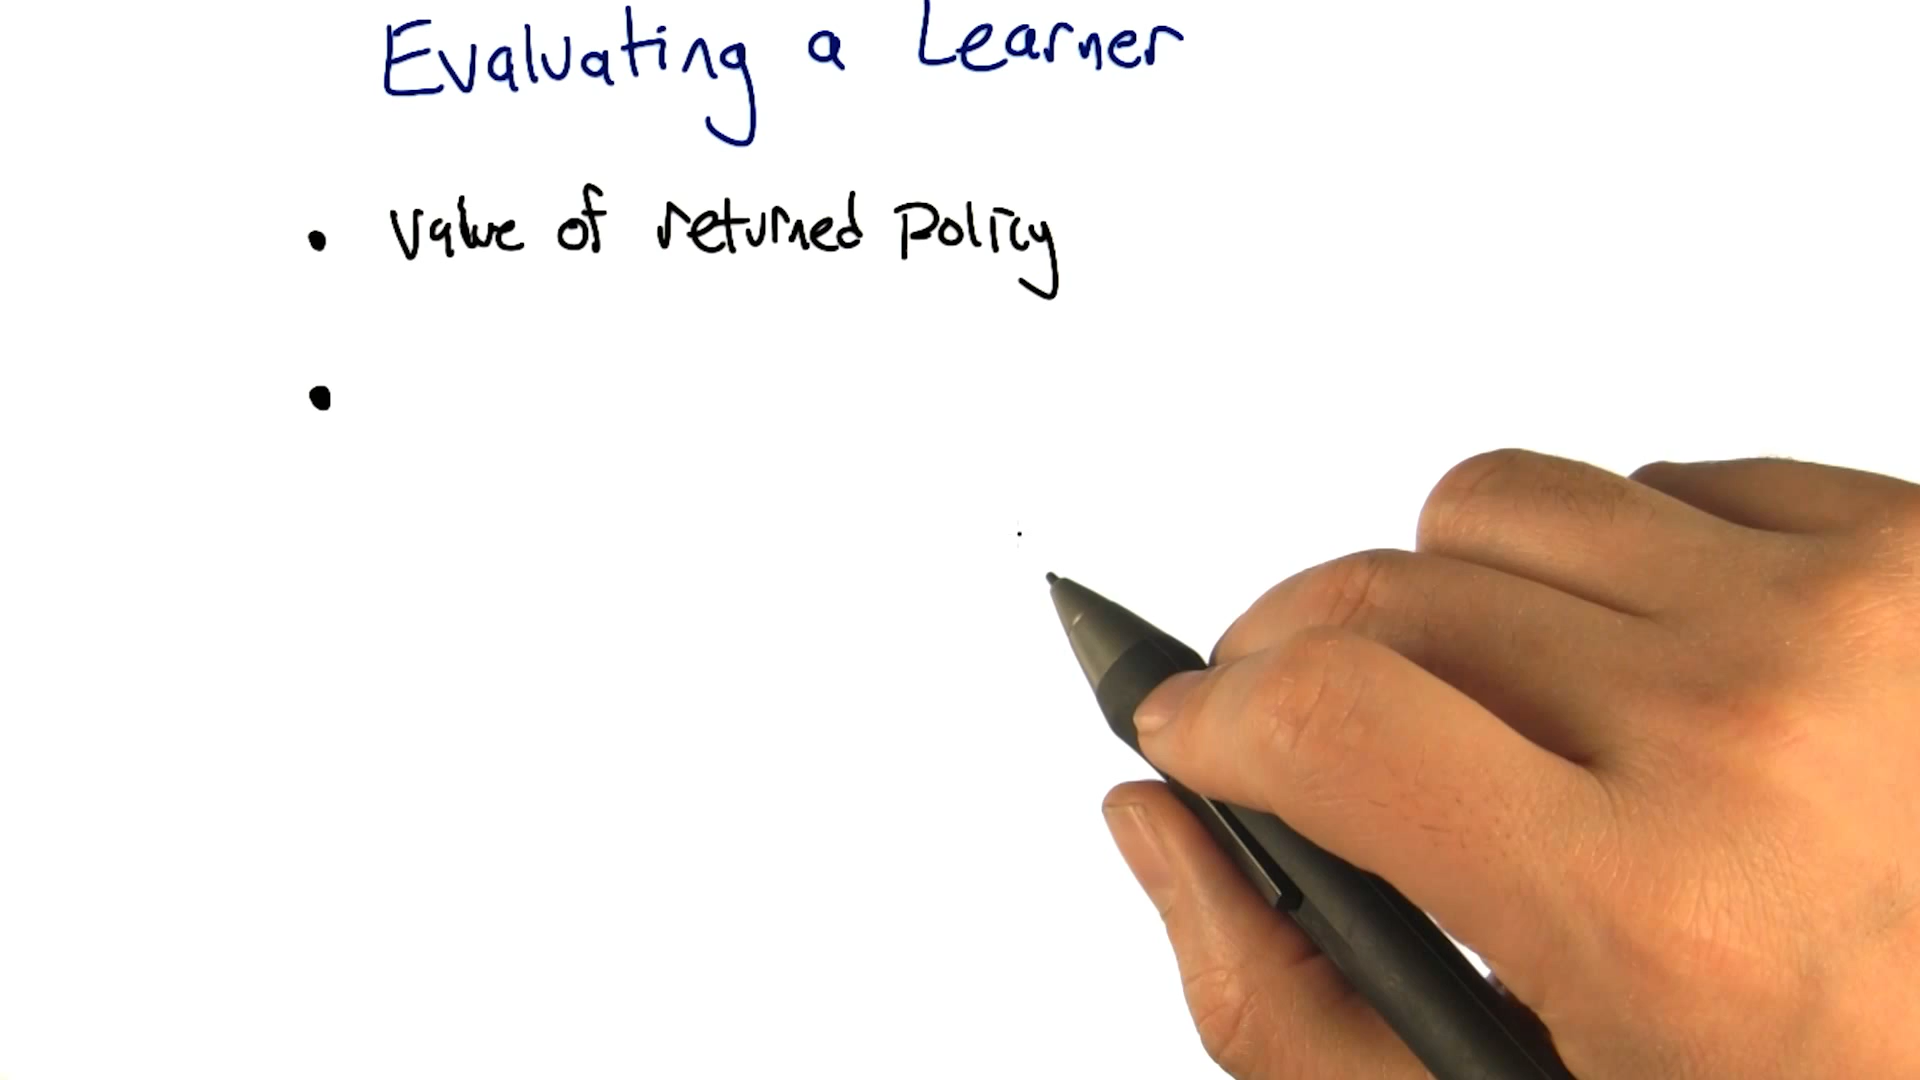 Evaluating a Learner
• Value of returned policy
•